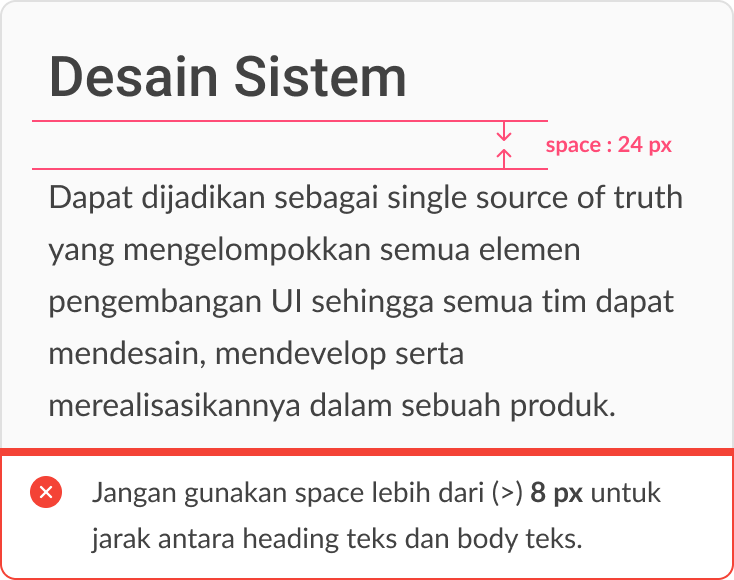 Desain Sistem
space : 24 px
Dapat dijadikan sebagai single source of truth
yang mengelompokkan semua elemen
pengembangan UI sehingga semua tim dapat
mendesain, mendevelop serta
merealisasikannya dalam sebuah produk.
Jangan gunakan space lebih dari (>) 8 px untuk
jarak antara heading teks dan body teks.